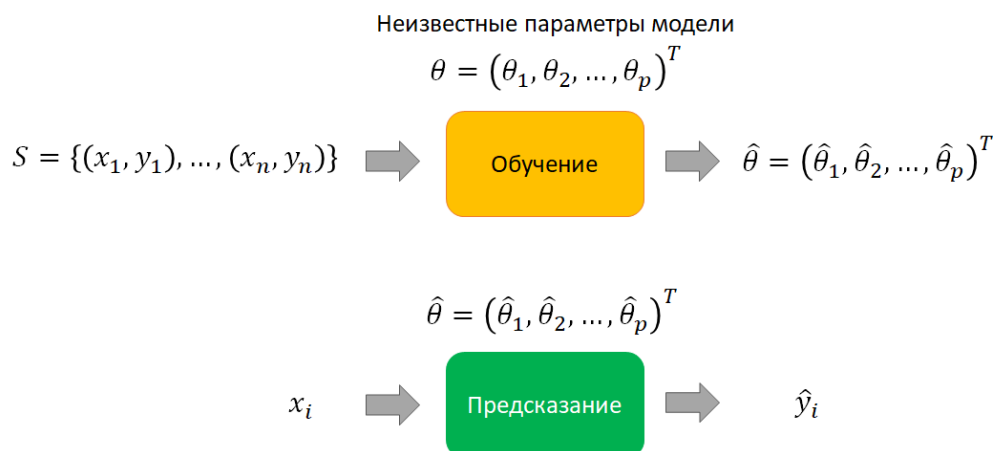 Неизвестные параметры модели
θ = (θ₁, θ₂, …, θₚ)ᵀ
S = {(x₁, y₁), …, (xₙ, yₙ)}
Обучение
θ̂ = (θ̂₁, θ̂₂, …, θ̂ₚ)ᵀ
θ̂ = (θ̂₁, θ̂₂, …, θ̂ₚ)ᵀ
xᵢ
Предсказание
ŷᵢ